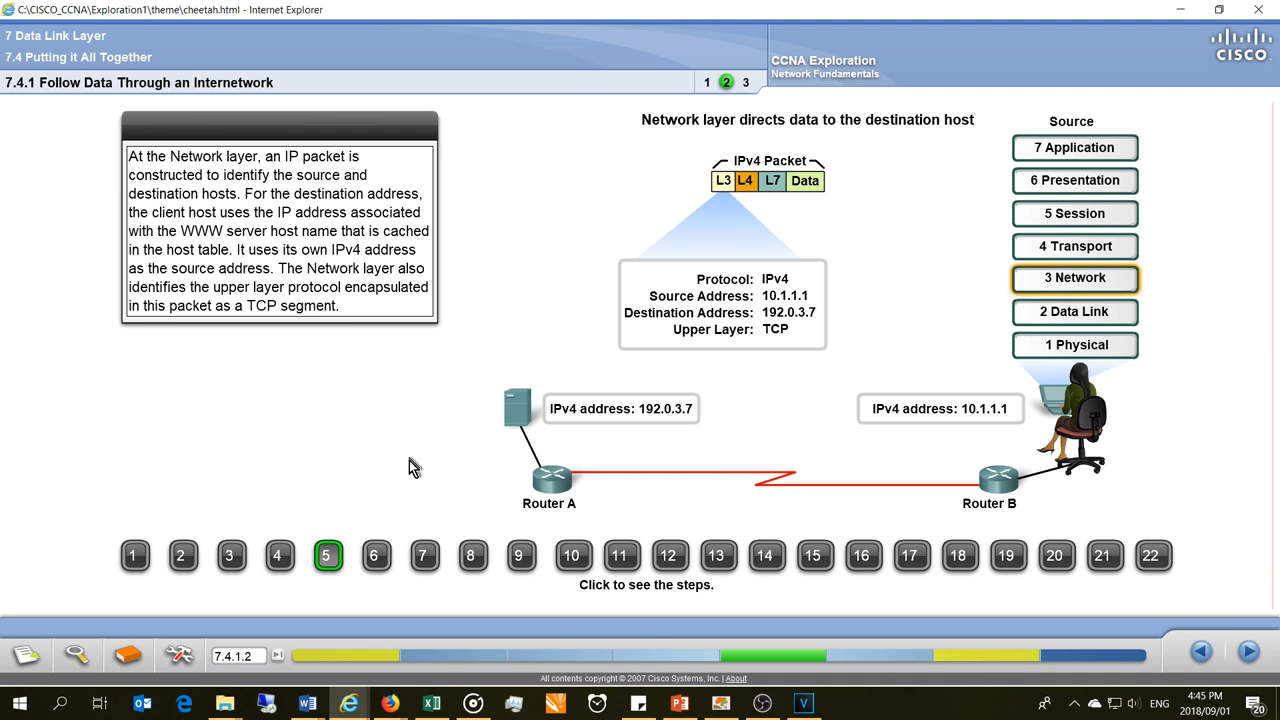 C:\CISCO_CCNA\Exploration1\theme\cheetah.html - Internet Explorer
7 Data Link Layer
7.4 Putting it All Together
CCNA Exploration
Network Fundamentals
CISCO
7.4.1 Follow Data Through an Internetwork
1 2 3
At the Network layer, an IP packet is
constructed to identify the source and
destination hosts. For the destination address,
the client host uses the IP address associated
with the WWW server host name that is cached
in the host table. It uses its own IPv4 address
as the source address. The Network layer also
identifies the upper layer protocol encapsulated
in this packet as a TCP segment.
Network layer directs data to the destination host
IPv4 Packet
L3 L4 L7 Data
Protocol: IPv4
Source Address: 10.1.1.1
Destination Address: 192.0.3.7
Upper Layer: TCP
Source
7 Application
6 Presentation
5 Session
4 Transport
3 Network
2 Data Link
1 Physical
IPv4 address: 192.0.3.7
IPv4 address: 10.1.1.1
Router A
Router B
1 2 3 4 5 6 7 8 9 10 11 12 13 14 15 16 17 18 19 20 21 22
Click to see the steps.
7.4.1.2
All contents copyright © 2007 Cisco Systems, Inc. | About
ENG
4:45 PM
2018/09/01
20